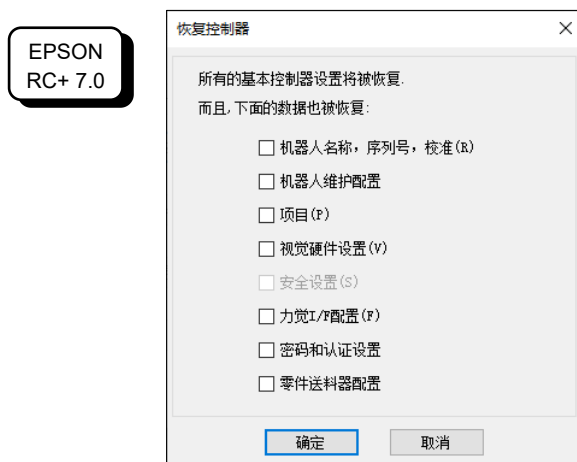 EPSON
RC+ 7.0
恢复控制器
所有的基本控制器设置将被恢复.
而且,下面的数据也被恢复:
机器人名称，序列号，校准(R)
机器人维护配置
项目(P)
视觉硬件设置(V)
安全设置(S)
力觉I/F配置(F)
密码和认证设置
零件送料器配置
确定
取消